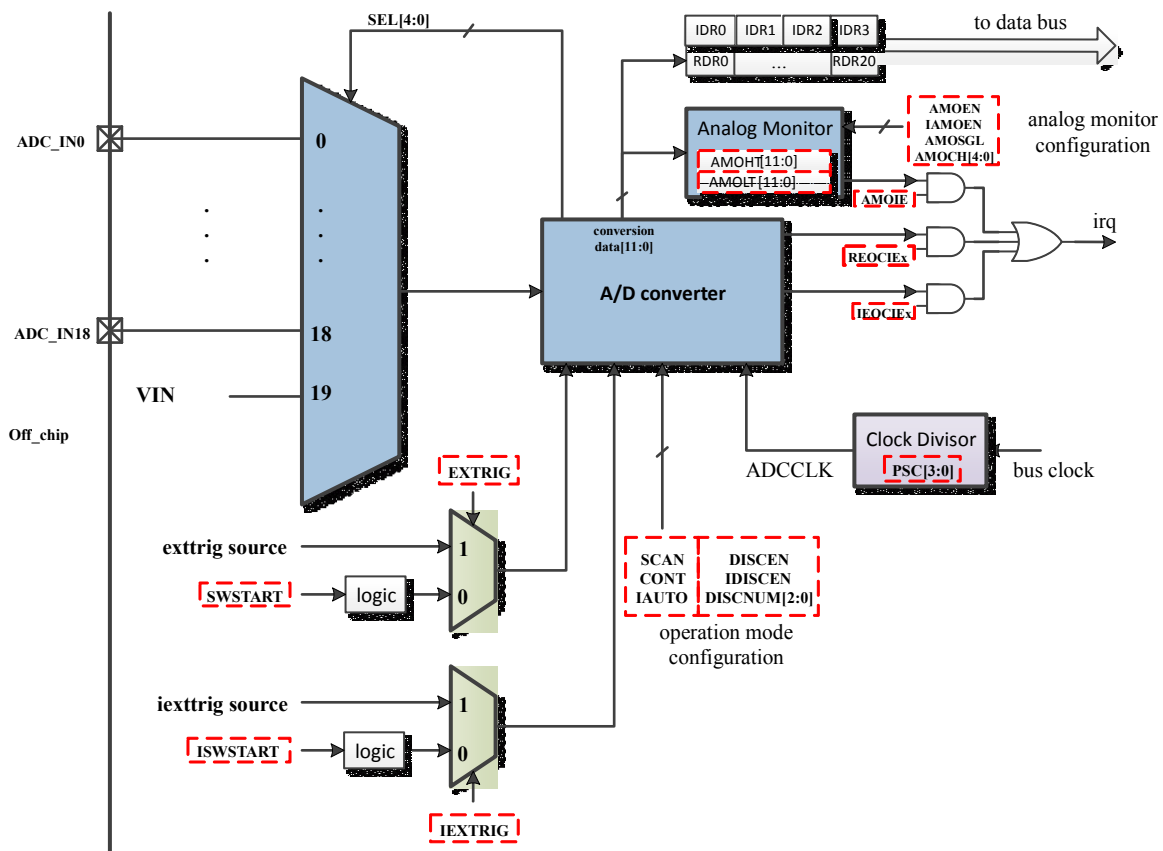 SEL[4:0]
IDR0 IDR1 IDR2 IDR3
RDR0 ... RDR20
to data bus
ADC_IN0
0
Analog Monitor
AMOHT[11:0]
AMOLT [11:0]
AMOEN
IAMOEN
AMOSGL
AMOCH[4:0]
analog monitor
configuration
AMOIE
conversion
data[11:0]
A/D converter
REOCIEx
IEOCIEx
irq
ADC_IN18
18
VIN
19
Off_chip
Clock Divisor
PSC[3:0]
ADCCLK
bus clock
EXTRIG
exttrig source
1
SWSTART
logic
0
SCAN
CONT
IAUTO
DISCEN
IDISCEN
DISCNUM[2:0]
operation mode
configuration
iexttrig source
1
ISWSTART
logic
0
IEXTRIG